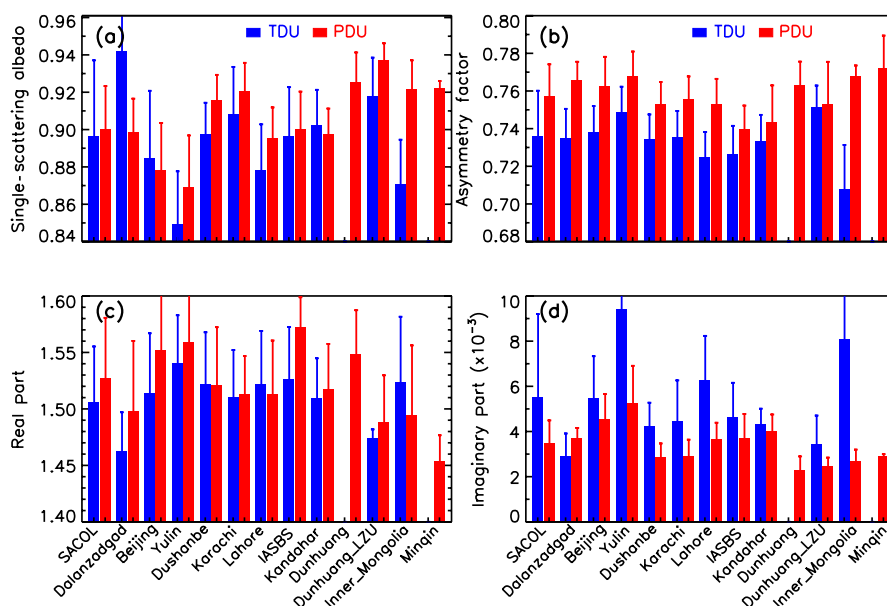 (a)
TDU
PDU
Single-scattering albedo
0.96
0.94
0.92
0.90
0.88
0.86
0.84
(b)
TDU
PDU
Asymmetry factor
0.80
0.78
0.76
0.74
0.72
0.70
0.68
(c)
Real part
1.60
1.55
1.50
1.45
1.40
SACOL
Dalanzadgad
Beijing
Yulin
Dushanbe
Karachi
Lahore
IASBS
Kandahar
Dunhuang
Dunhuang_LZU
Inner_Mongolia
Minqin
(d)
Imaginary part (x10⁻³)
10
8
6
4
2
0
SACOL
Dalanzadgad
Beijing
Yulin
Dushanbe
Karachi
Lahore
IASBS
Kandahar
Dunhuang
Dunhuang_LZU
Inner_Mongolia
Minqin